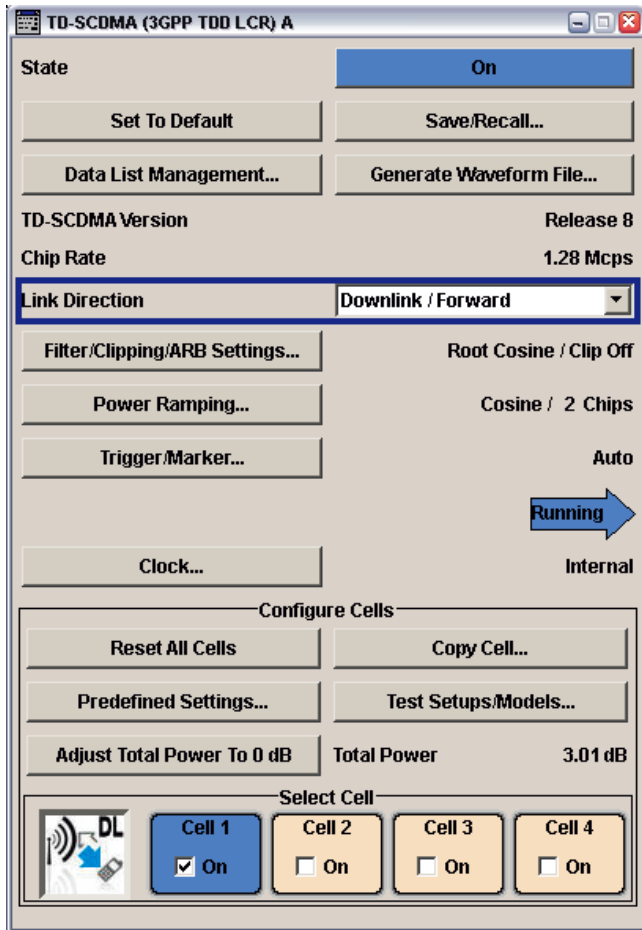 TD-SCDMA (3GPP TDD LCR) A
State On
Set To Default Save/Recall...
Data List Management... Generate Waveform File...
TD-SCDMA Version Release 8
Chip Rate 1.28 Mcps
Link Direction Downlink / Forward
Filter/Clipping/ARB Settings... Root Cosine / Clip Off
Power Ramping... Cosine / 2 Chips
Trigger/Marker... Auto
Running
Clock... Internal
Configure Cells
Reset All Cells Copy Cell...
Predefined Settings... Test Setups/Models...
Adjust Total Power To 0 dB Total Power 3.01 dB
Select Cell
DL Cell 1 Cell 2 Cell 3 Cell 4
On On On On